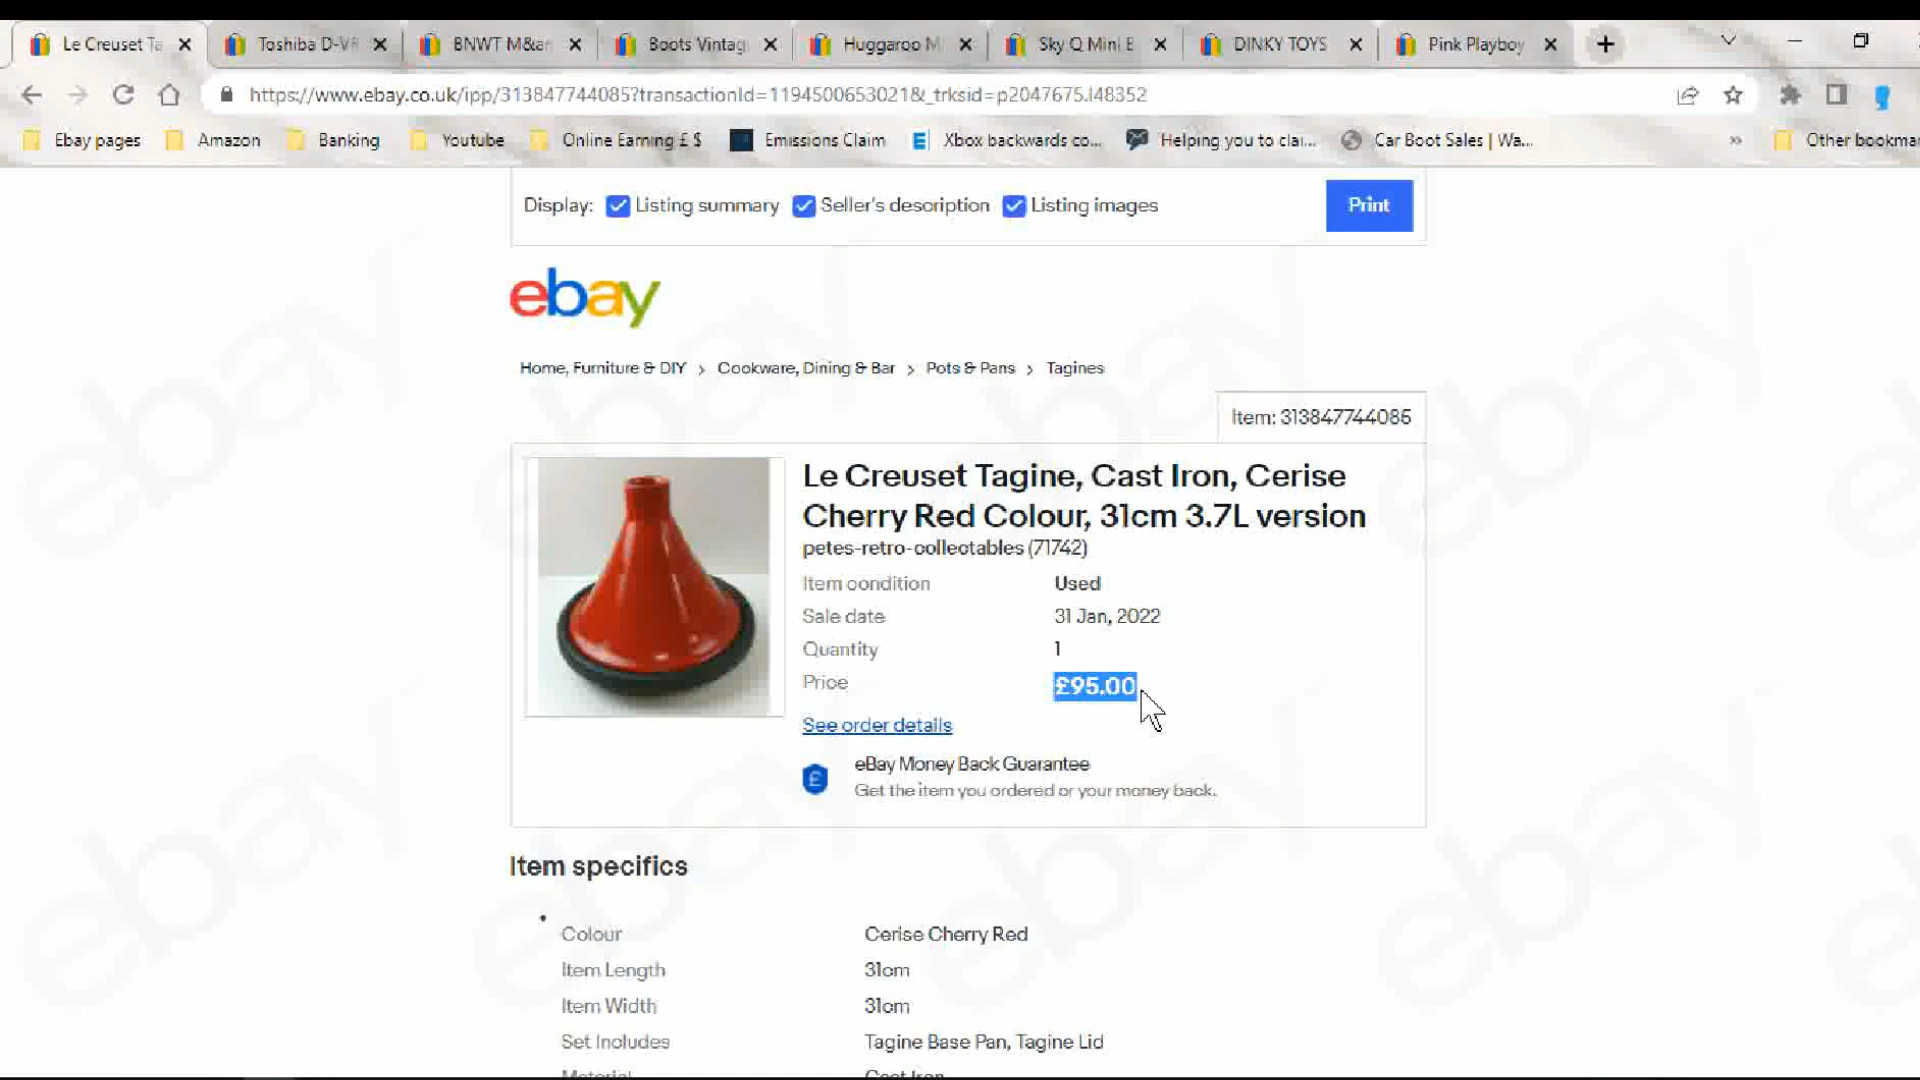 Le Creuset Ta
Toshiba D-VR
BNWT M&an
Boots Vintag
Huggaroo M
Sky Q Mini B
DINKY TOYS
Pink Playboy
https://www.ebay.co.uk/ipp/313847744085?transactionId=1194500653021&_trksid=p2047675.l48352
Ebay pages
Amazon
Banking
Youtube
Online Earning £ $
Emissions Claim
Xbox backwards co...
Helping you to clai...
Car Boot Sales | Wa...
»
Other bookmar
Display: Listing summary Seller's description Listing images Print
ebay
Home, Furniture & DIY > Cookware, Dining & Bar > Pots & Pans > Tagines
Item: 313847744085
Le Creuset Tagine, Cast Iron, Cerise
Cherry Red Colour, 31cm 3.7L version
petes-retro-collectables (71742)
Item condition Used
Sale date 31 Jan, 2022
Quantity 1
Price £95.00
See order details
eBay Money Back Guarantee
Get the item you ordered or your money back.
Item specifics
Colour Cerise Cherry Red
Item Length 31cm
Item Width 31cm
Set Includes Tagine Base Pan, Tagine Lid
Material Cast Iron